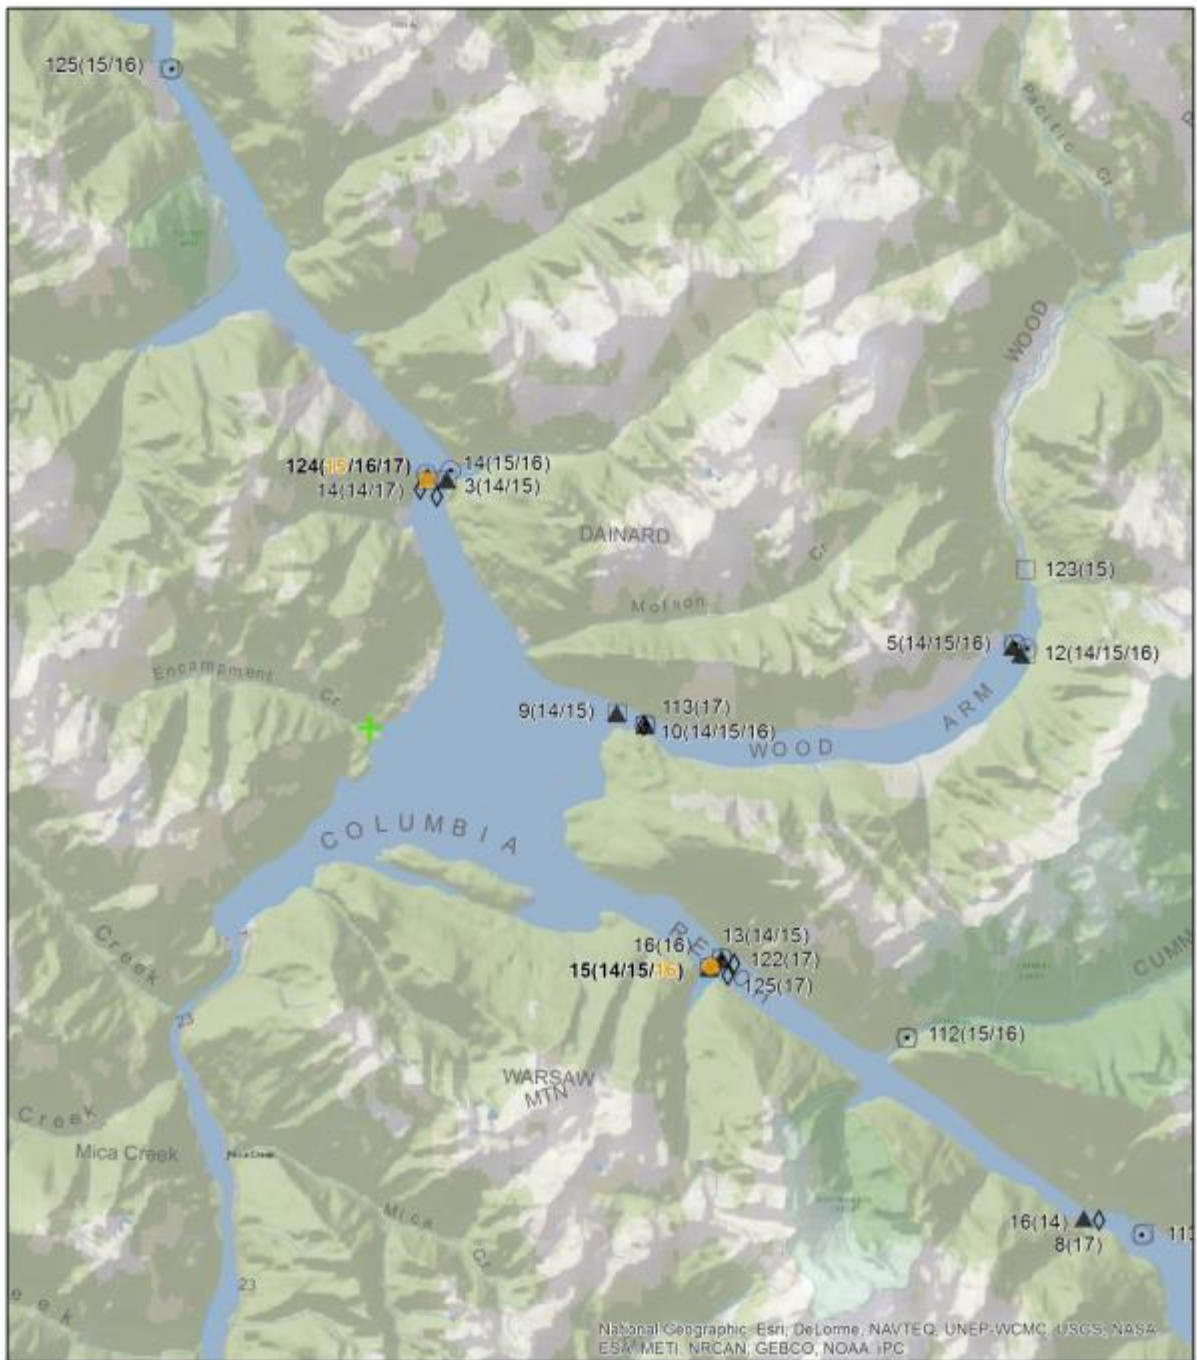 125(15/16)
Pacific Cr
WOOD
124(15/16/17)
14(15/16)
14(14/17)
3(14/15)
DAINARD
Cr
Molson
123(15)
5(14/15/16)
12(14/15/16)
Encampment Cr
9(14/15)
113(17)
10(14/15/16)
WOOD ARM
COLUMBIA
REACH
Creek
16(16)
13(14/15)
15(14/15/16)
122(17)
125(17)
CUMM
23
112(15/16)
WARSAW
MTN
Creek
Mica Creek
Mica Creek
Mica Cr
16(14)
8(17)
113
23
eek
National Geographic, Esri, DeLorme, NAVTEQ, UNEP-WCMC, USGS, NASA,
ESA, METI, NRCAN, GEBCO, NOAA, iPC